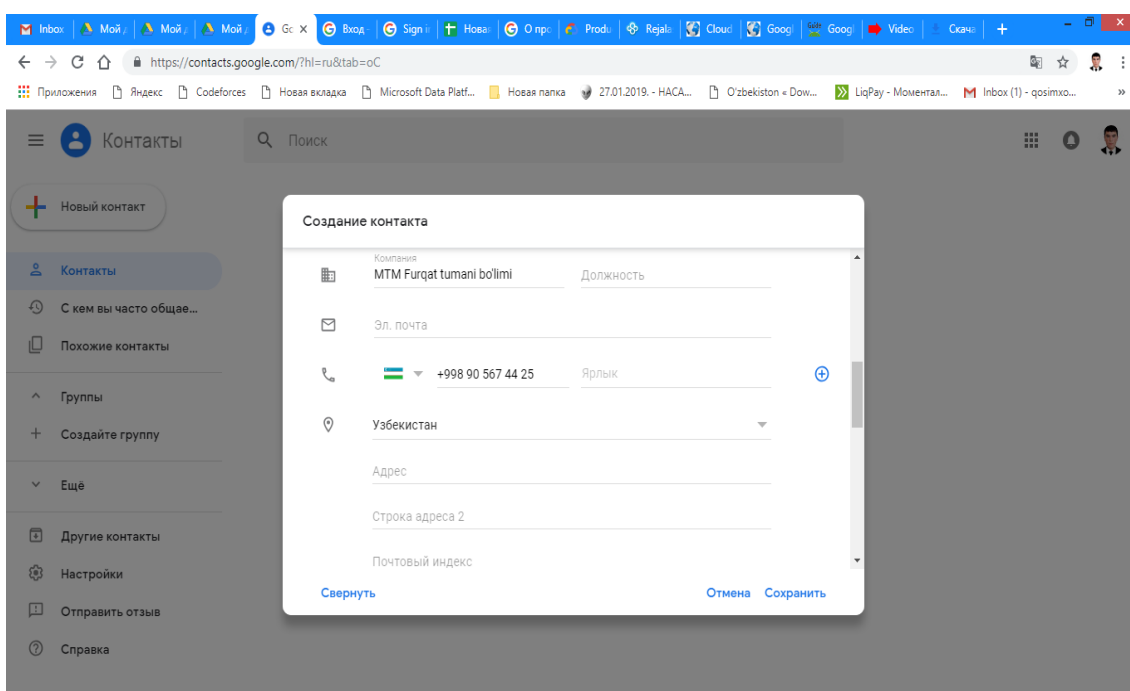 Inbox Мой Мой Мой Вход - Sign in Новая О про Produ Rejala Cloud Googl Googl Video Скача
https://contacts.google.com/?hl=ru&tab=oC
Приложения Яндекс Codeforces Новая вкладка Microsoft Data Platf... Новая папка 27.01.2019. - НАСА... O'zbekiston « Dow... LiqPay - Моментал... Inbox (1) - qosimxo... »
Контакты
Поиск
Новый контакт
Контакты
С кем вы часто общае...
Похожие контакты
Группы
Создайте группу
Ещё
Другие контакты
Настройки
Отправить отзыв
Справка
Создание контакта
Компания
MTM Furqat tumani bo'limi Должность
Эл. почта
+998 90 567 44 25 Ярлык
Узбекистан
Адрес
Строка адреса 2
Почтовый индекс
Свернуть Отмена Сохранить